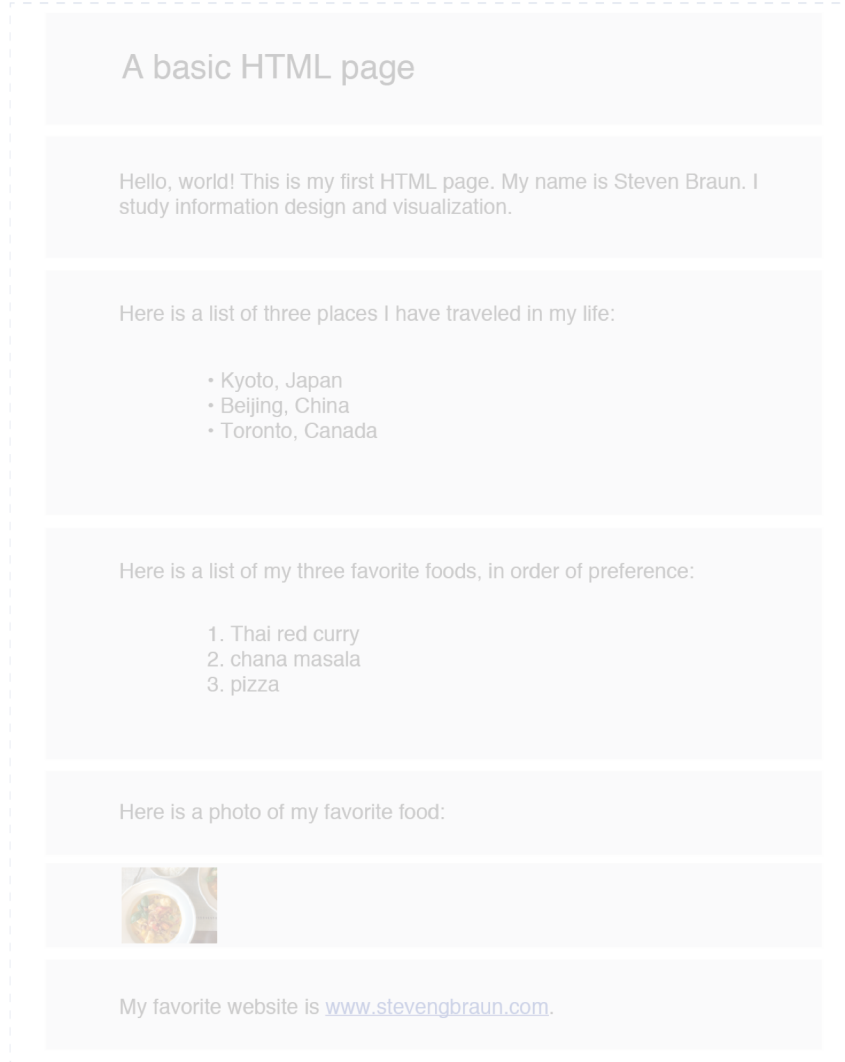 A basic HTML page
Hello, world! This is my first HTML page. My name is Steven Braun. I
study information design and visualization.
Here is a list of three places I have traveled in my life:
• Kyoto, Japan
• Beijing, China
• Toronto, Canada
Here is a list of my three favorite foods, in order of preference:
1. Thai red curry
2. chana masala
3. pizza
Here is a photo of my favorite food:
My favorite website is www.stevengbraun.com.